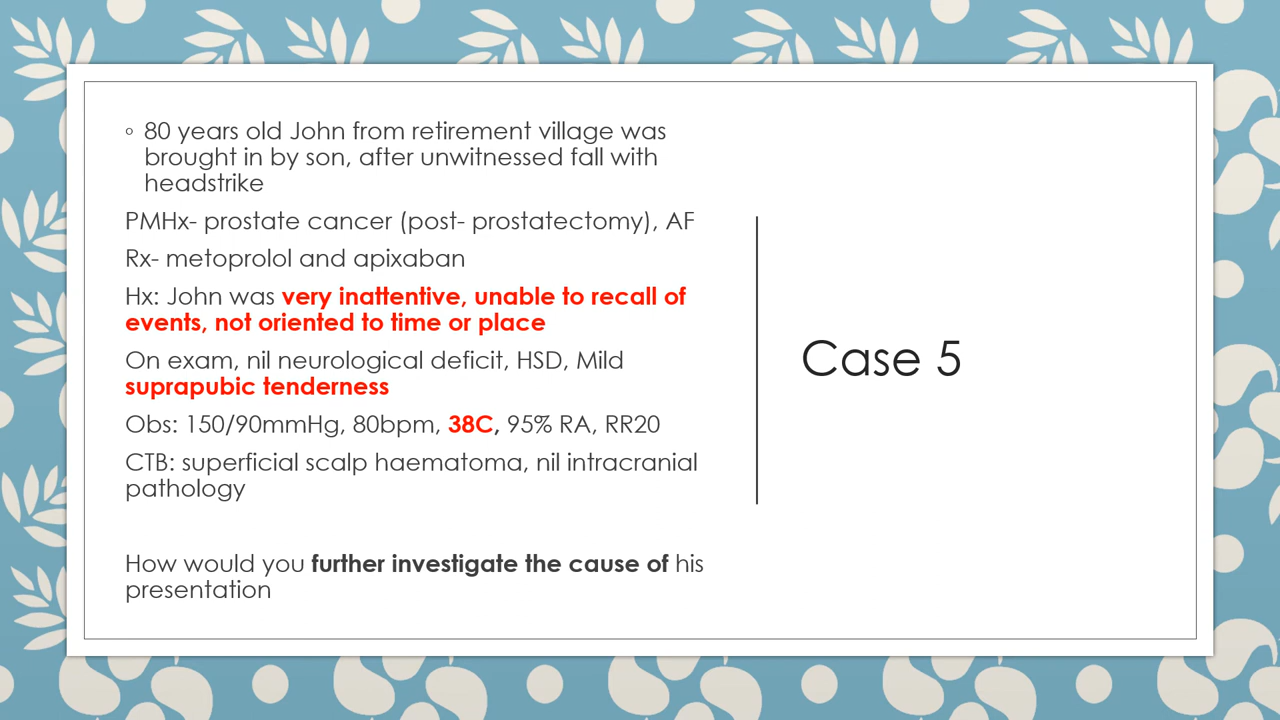 ◦ 80 years old John from retirement village was
brought in by son, after unwitnessed fall with
headstrike
PMHx- prostate cancer (post- prostatectomy), AF
Rx- metoprolol and apixaban
Hx: John was very inattentive, unable to recall of
events, not oriented to time or place
On exam, nil neurological deficit, HSD, Mild
suprapubic tenderness
Obs: 150/90mmHg, 80bpm, 38C, 95% RA, RR20
CTB: superficial scalp haematoma, nil intracranial
pathology
How would you further investigate the cause of his
presentation
Case 5